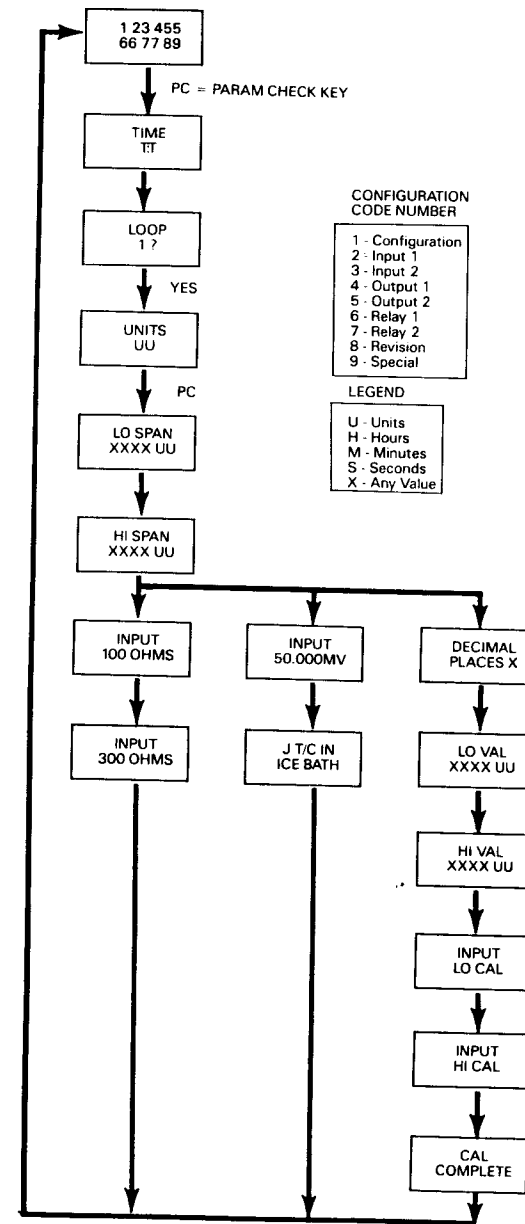 1 23 455
66 77 89
PC = PARAM CHECK KEY
TIME
TT
LOOP
1 ?
YES
UNITS
UU
PC
LO SPAN
XXXX UU
HI SPAN
XXXX UU
CONFIGURATION
CODE NUMBER
1 - Configuration
2 - Input 1
3 - Input 2
4 - Output 1
5 - Output 2
6 - Relay 1
7 - Relay 2
8 - Revision
9 - Special
LEGEND
U - Units
H - Hours
M - Minutes
S - Seconds
X - Any Value
INPUT
100 OHMS
INPUT
300 OHMS
INPUT
50.000MV
J T/C IN
ICE BATH
DECIMAL
PLACES X
LO VAL
XXXX UU
HI VAL
XXXX UU
INPUT
LO CAL
INPUT
HI CAL
CAL
COMPLETE